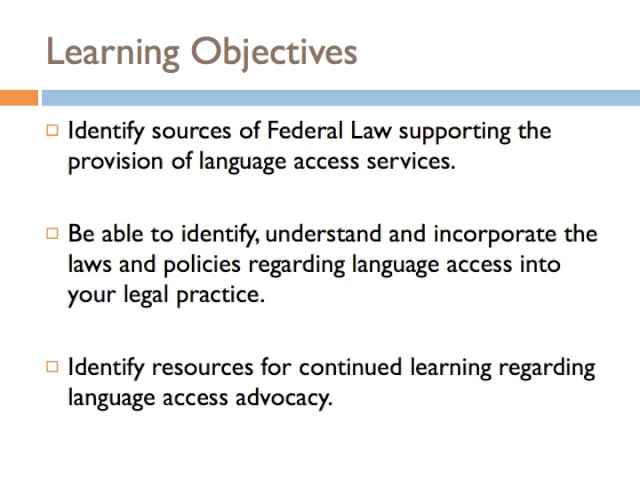 Learning Objectives
Identify sources of Federal Law supporting the
provision of language access services.
Be able to identify, understand and incorporate the
laws and policies regarding language access into
your legal practice.
Identify resources for continued learning regarding
language access advocacy.